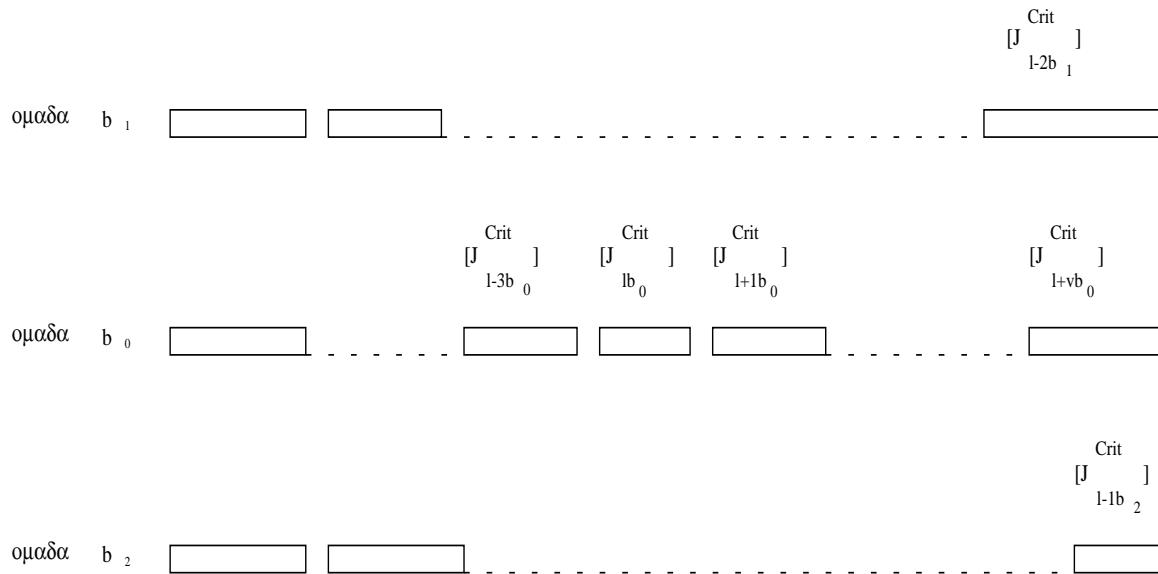 Crit
[J ]
l-2b 1
ομαδα b 1
Crit Crit Crit Crit
[J ] [J ] [J ] [J ]
l-3b 0 lb 0 l+1b 0 l+vb 0
ομαδα b 0
Crit
[J ]
l-1b 2
ομαδα b 2